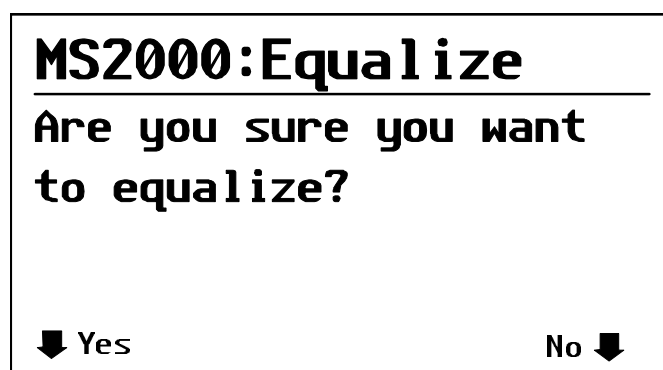 MS2000:Equalize
Are you sure you want
to equalize?
Yes No